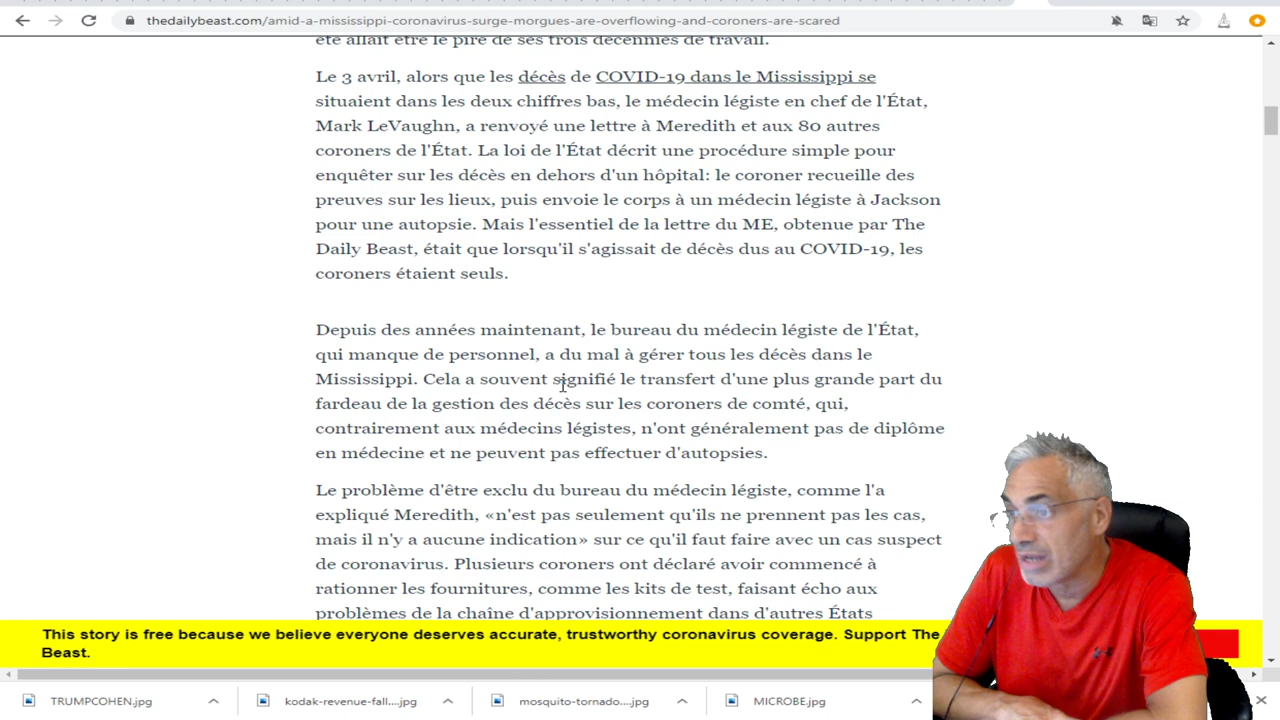 thedailybeast.com/amid-a-mississippi-coronavirus-surge-morgues-are-overflowing-and-coroners-are-scared
été allait être le pire de ses trois décennies de travail.
Le 3 avril, alors que les décès de COVID-19 dans le Mississippi se
situaient dans les deux chiffres bas, le médecin légiste en chef de l'État,
Mark LeVaughn, a renvoyé une lettre à Meredith et aux 80 autres
coroners de l'État. La loi de l'État décrit une procédure simple pour
enquêter sur les décès en dehors d'un hôpital: le coroner recueille des
preuves sur les lieux, puis envoie le corps à un médecin légiste à Jackson
pour une autopsie. Mais l'essentiel de la lettre du ME, obtenue par The
Daily Beast, était que lorsqu'il s'agissait de décès dus au COVID-19, les
coroners étaient seuls.
Depuis des années maintenant, le bureau du médecin légiste de l'État,
qui manque de personnel, a du mal à gérer tous les décès dans le
Mississippi. Cela a souvent signifié le transfert d'une plus grande part du
fardeau de la gestion des décès sur les coroners de comté, qui,
contrairement aux médecins légistes, n'ont généralement pas de diplôme
en médecine et ne peuvent pas effectuer d'autopsies.
Le problème d'être exclu du bureau du médecin légiste, comme l'a
expliqué Meredith, «n'est pas seulement qu'ils ne prennent pas les cas,
mais il n'y a aucune indication» sur ce qu'il faut faire avec un cas suspect
de coronavirus. Plusieurs coroners ont déclaré avoir commencé à
rationner les fournitures, comme les kits de test, faisant écho aux
problèmes de la chaîne d'approvisionnement dans d'autres États
This story is free because we believe everyone deserves accurate, trustworthy coronavirus coverage. Support The
Beast.
TRUMPCOHEN.jpg
kodak-revenue-fall....jpg
mosquito-tornado....jpg
MICROBE.jpg